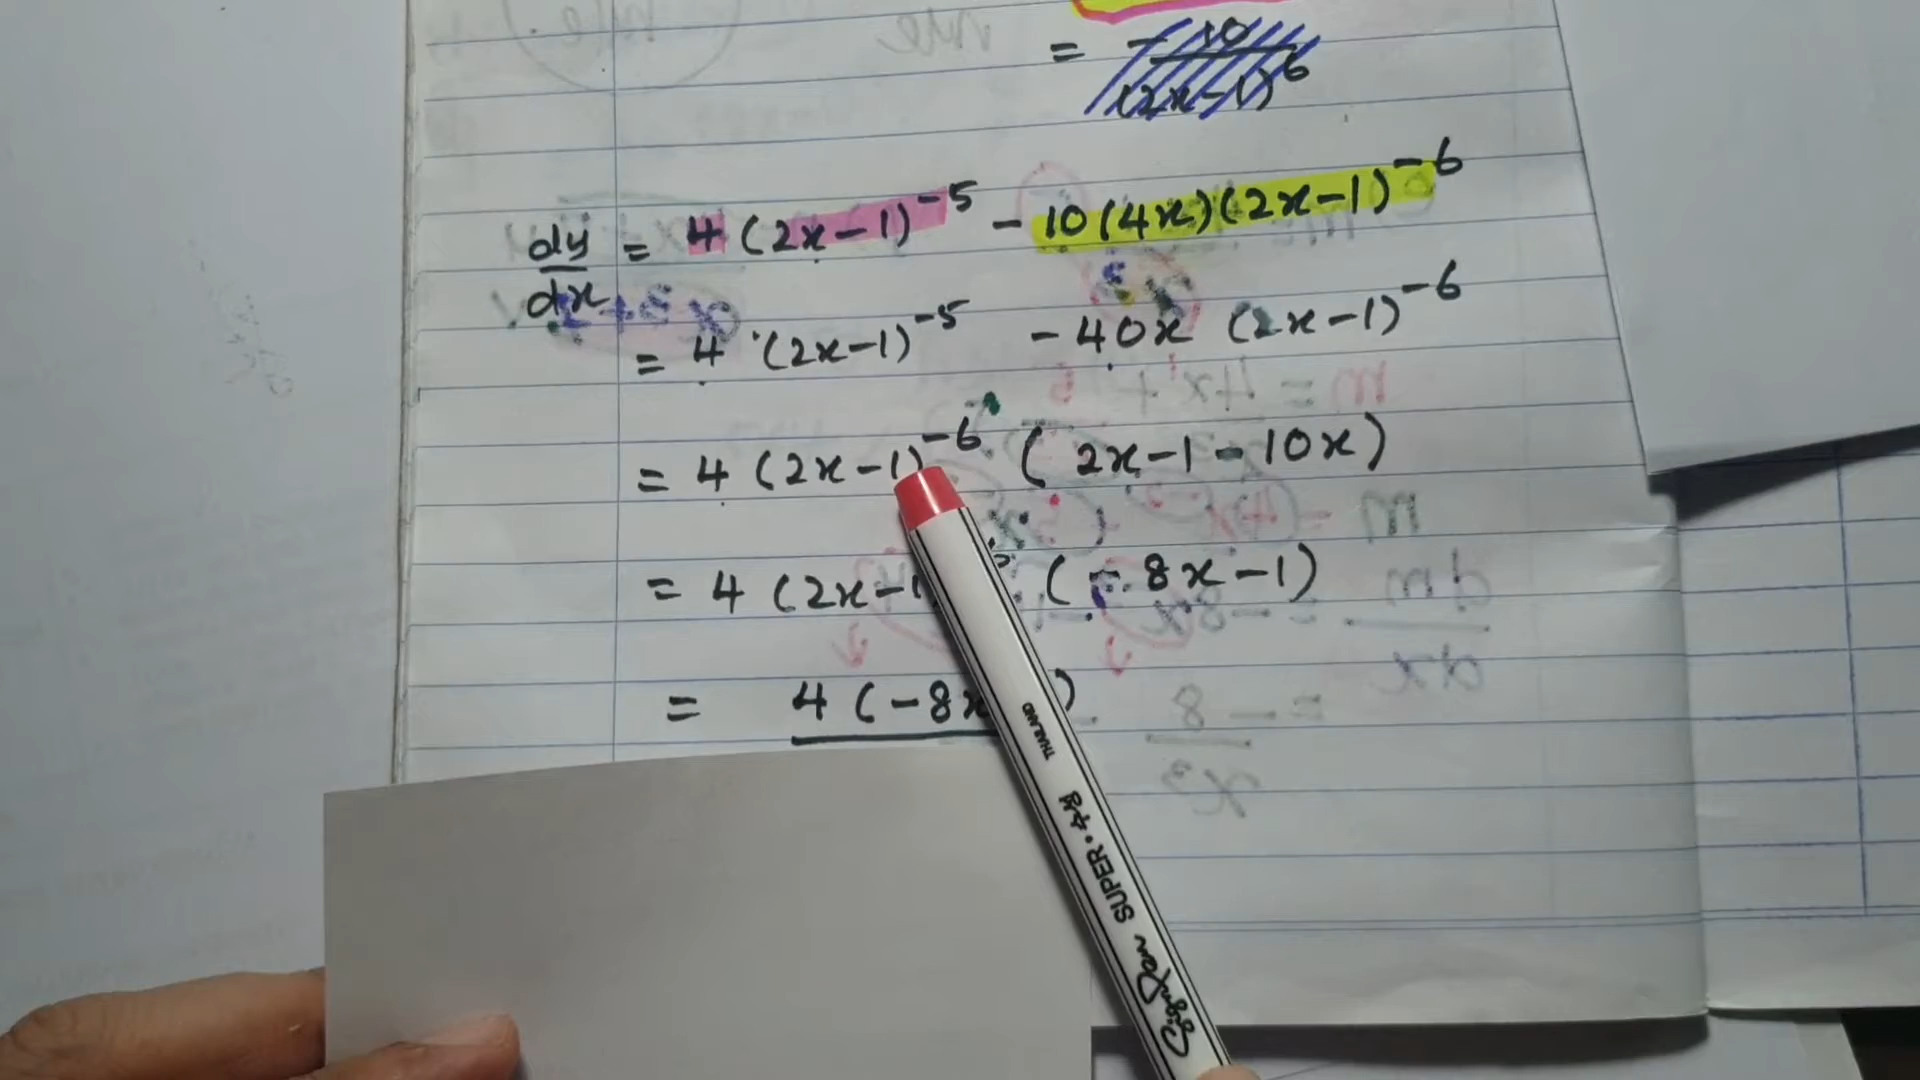 = - 10 / (2x-1)^6
dy/dx = 4(2x-1)^-5 - 10(4x)(2x-1)^-6
= 4 (2x-1)^-5 - 40x (2x-1)^-6
= 4(2x-1)^-6 (2x-1-10x)
= 4(2x-1 (-8x-1)
= 4(-8x )
THAILAND
SUPER
SignPen